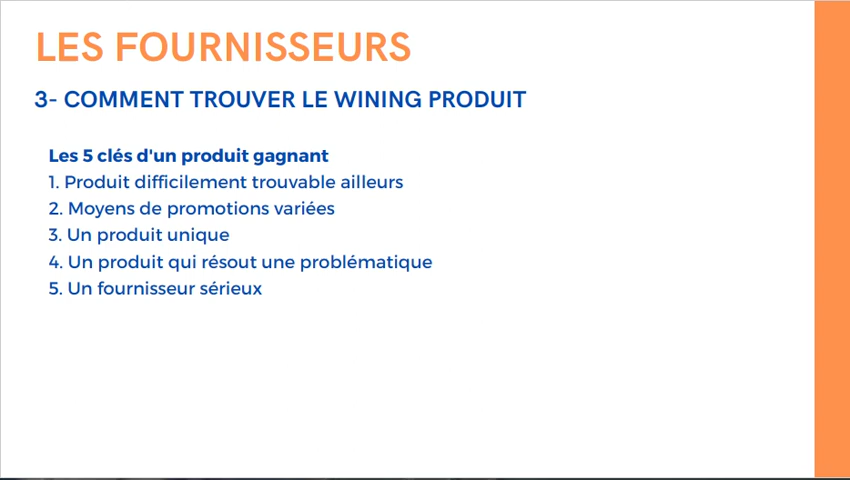 LES FOURNISSEURS
3- COMMENT TROUVER LE WINING PRODUIT
Les 5 clés d'un produit gagnant
1. Produit difficilement trouvable ailleurs
2. Moyens de promotions variées
3. Un produit unique
4. Un produit qui résout une problématique
5. Un fournisseur sérieux